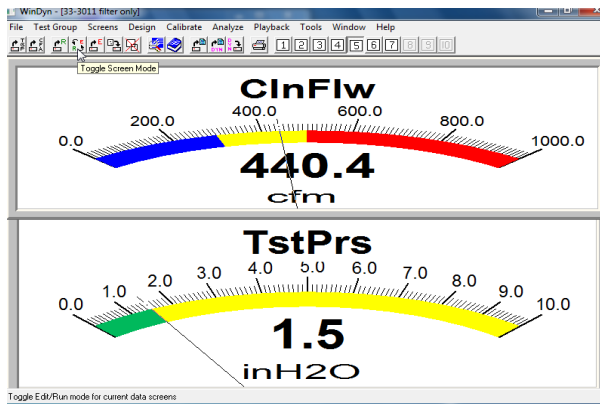 WinDyn - [33-3011 filter only]
File Test Group Screens Design Calibrate Analyze Playback Tools Window Help
1 2 3 4 5 6 7 8 9 10
Toggle Screen Mode
ClnFlw
0.0 200.0 400.0 600.0 800.0 1000.0
440.4
cfm
TstPrs
0.0 1.0 2.0 3.0 4.0 5.0 6.0 7.0 8.0 9.0 10.0
1.5
inH2O
Toggle Edit/Run mode for current data screens